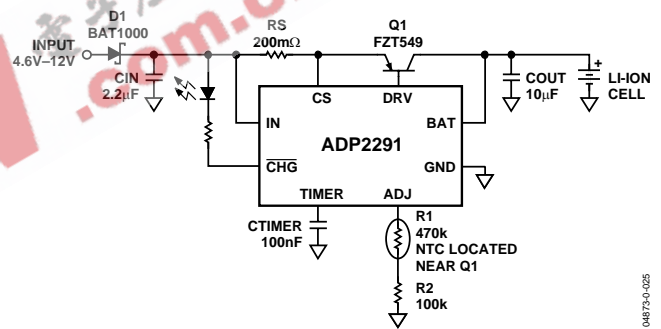 D1
BAT1000
INPUT
4.6V–12V
CIN
2.2µF
RS
200mΩ
Q1
FZT549
COUT
10µF
+
LI-ION
CELL
CS
DRV
IN
BAT
ADP2291
CHG
GND
TIMER
ADJ
CTIMER
100nF
R1
470k
NTC LOCATED
NEAR Q1
R2
100k
04873-0-025